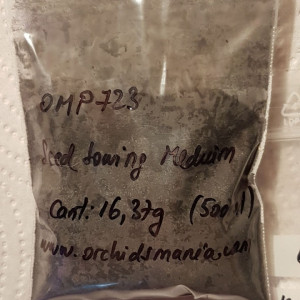 OMP723
Seed Sowing Medium
Cant: 16,37g (500ml)
www.orchidsmania.com